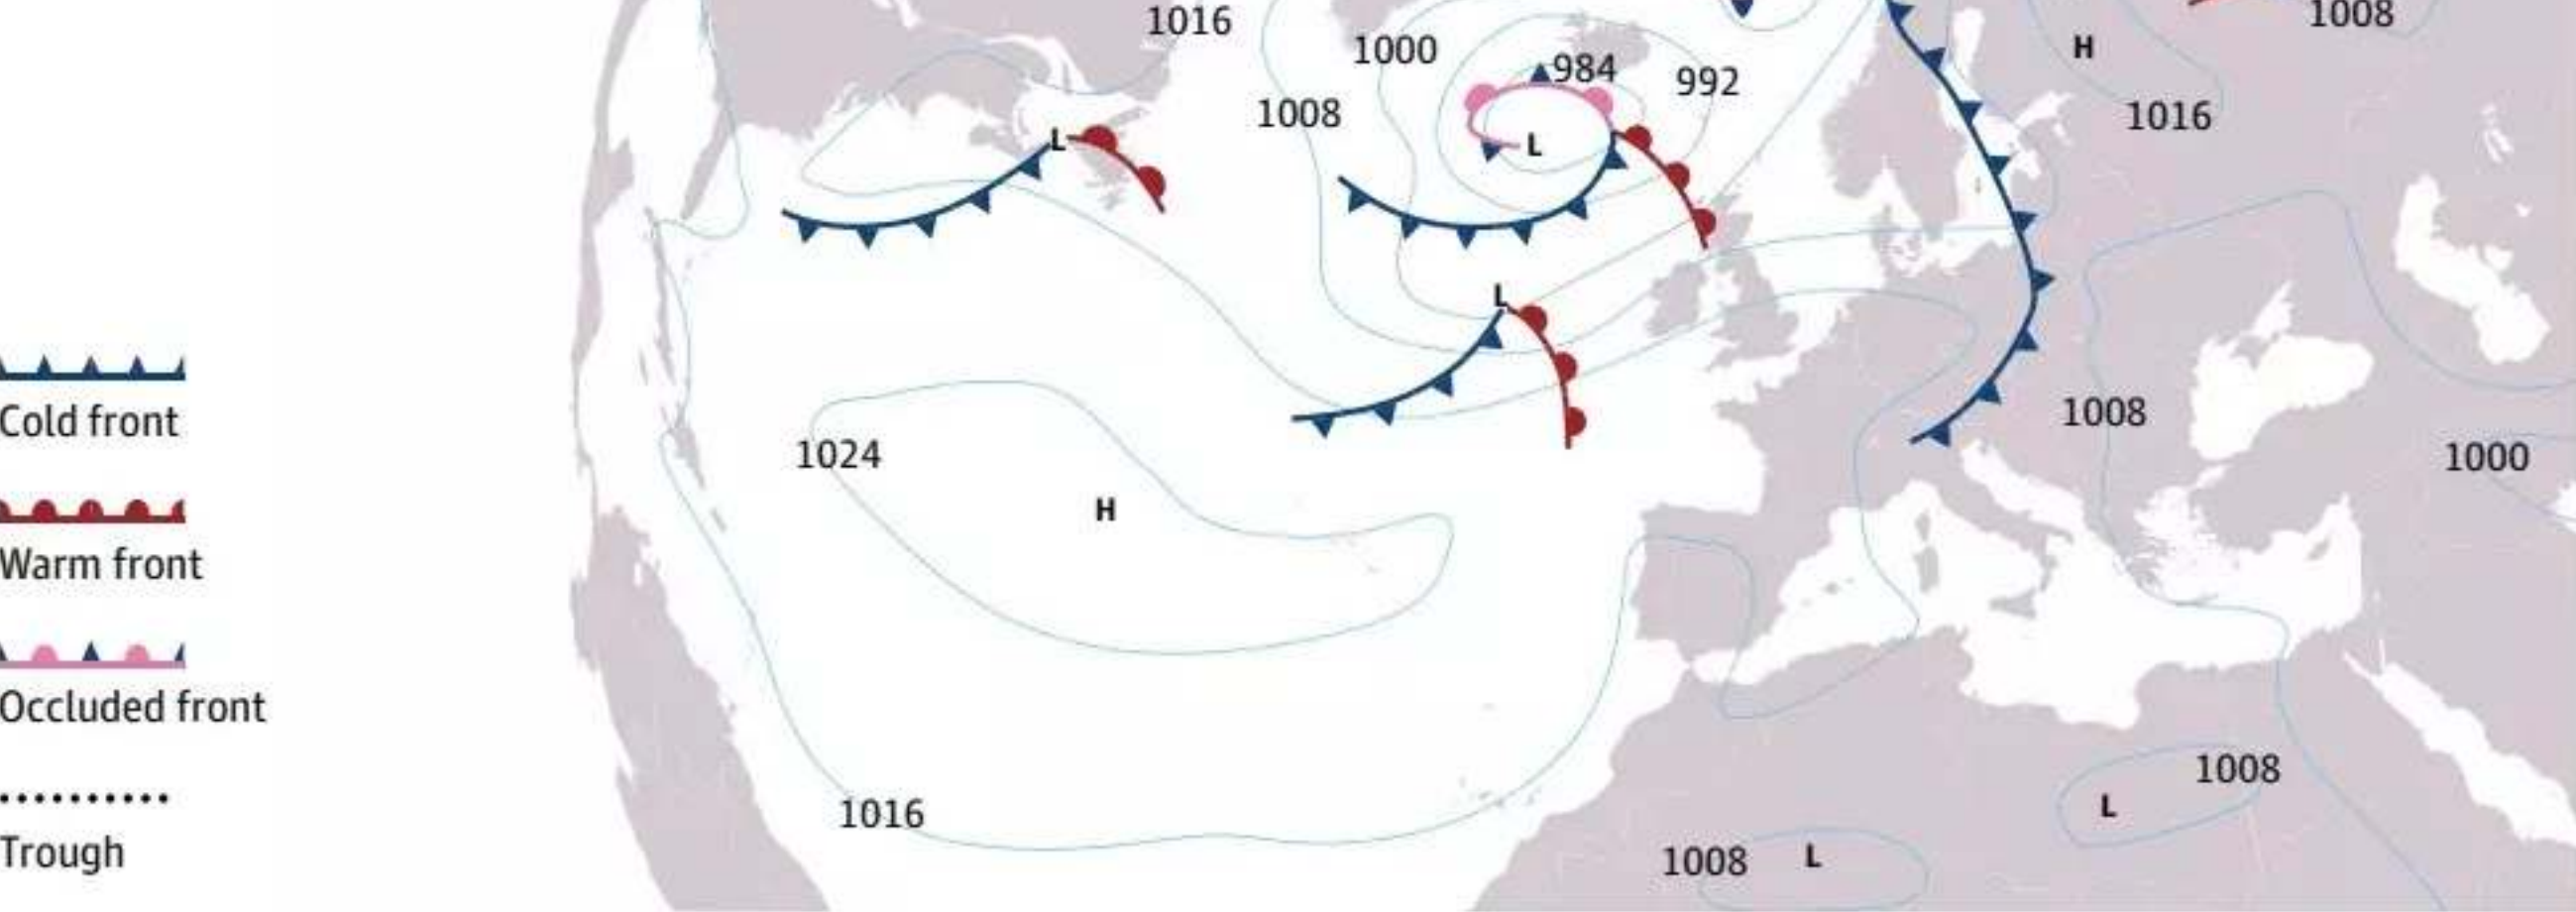 1016
1008
1000
H
984
992
1008
1016
L
L
L
1008
1024
1000
H
1016
1008
L
1008
L
Cold front
Warm front
Occluded front
Trough